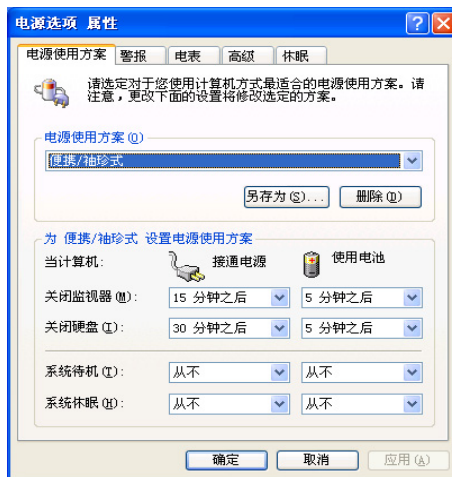 电源选项 属性
电源使用方案 警报 电表 高级 休眠
请选定对于您使用计算机方式最适合的电源使用方案。请
注意，更改下面的设置将修改选定的方案。
电源使用方案(O)
便携/袖珍式
另存为(S)... 删除(D)
为 便携/袖珍式 设置电源使用方案
当计算机: 接通电源 使用电池
关闭监视器(M): 15 分钟之后 5 分钟之后
关闭硬盘(I): 30 分钟之后 5 分钟之后
系统待机(T): 从不 从不
系统休眠(H): 从不 从不
确定 取消 应用(A)